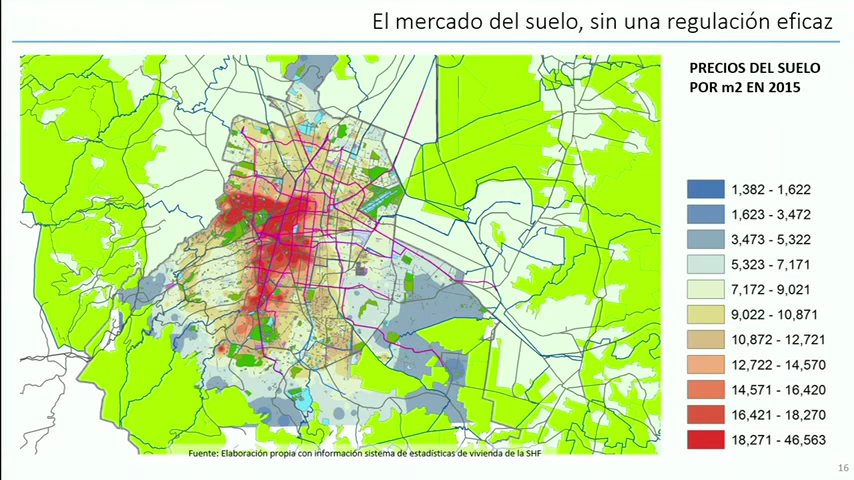 El mercado del suelo, sin una regulación eficaz
PRECIOS DEL SUELO
POR m2 EN 2015
1,382 - 1,622
1,623 - 3,472
3,473 - 5,322
5,323 - 7,171
7,172 - 9,021
9,022 - 10,871
10,872 - 12,721
12,722 - 14,570
14,571 - 16,420
16,421 - 18,270
18,271 - 46,563
Fuente: Elaboración propia con información sistema de estadísticas de vivienda de la SHF
16